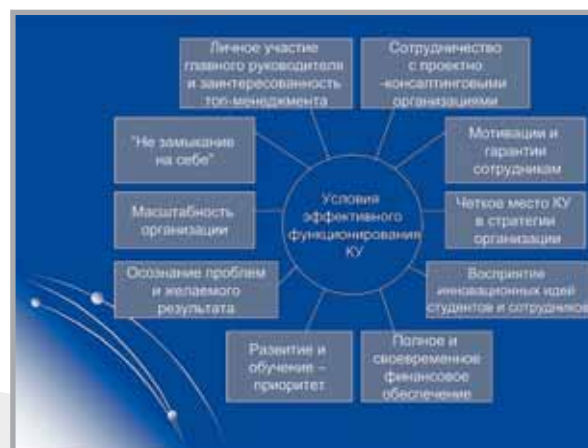 Личное участие
главного руководителя
и заинтересованность
топ-менеджмента
Сотрудничество
с проектно
-консалтинговыми
организациями
"Не замыкание
на себе"
Мотивации и
гарантии
сотрудникам
Масштабность
организации
Условия
эффективного
функционирования
КУ
Четкое место КУ
в стратегии
организации
Осознание проблем
и желаемого
результата
Восприятие
инновационных идей
студентов и сотрудников
Развитие и
обучение –
приоритет
Полное и
своевременное
финансовое
обеспечение